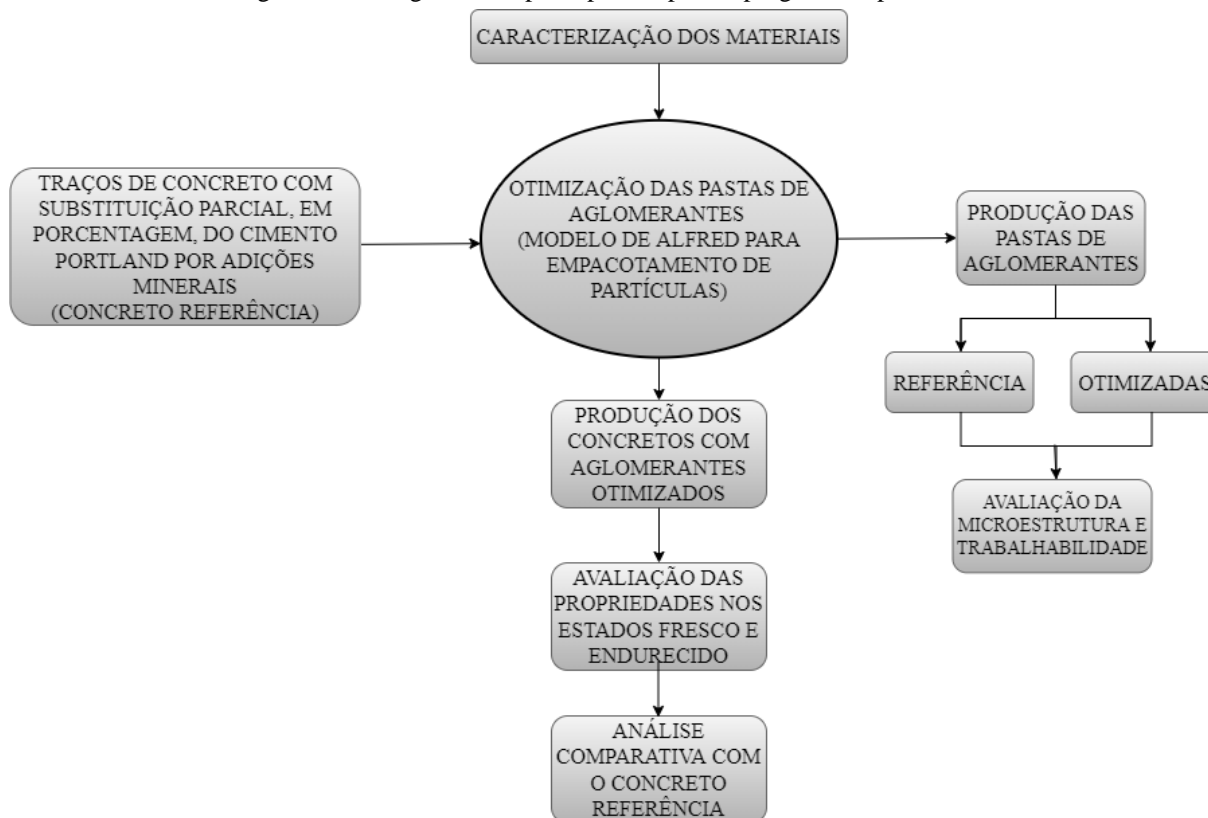 CARACTERIZAÇÃO DOS MATERIAIS
TRAÇOS DE CONCRETO COM
SUBSTITUIÇÃO PARCIAL, EM
PORCENTAGEM, DO CIMENTO
PORTLAND POR ADIÇÕES
MINERAIS
(CONCRETO REFERÊNCIA)
OTIMIZAÇÃO DAS PASTAS DE
AGLOMERANTES
(MODELO DE ALFRED PARA
EMPACOTAMENTO DE
PARTÍCULAS)
PRODUÇÃO DAS
PASTAS DE
AGLOMERANTES
REFERÊNCIA
OTIMIZADAS
AVALIAÇÃO DA
MICROESTRUTURA E
TRABALHABILIDADE
PRODUÇÃO DOS
CONCRETOS COM
AGLOMERANTES
OTIMIZADOS
AVALIAÇÃO DAS
PROPRIEDADES NOS
ESTADOS FRESCO E
ENDURECIDO
ANÁLISE
COMPARATIVA COM
O CONCRETO
REFERÊNCIA